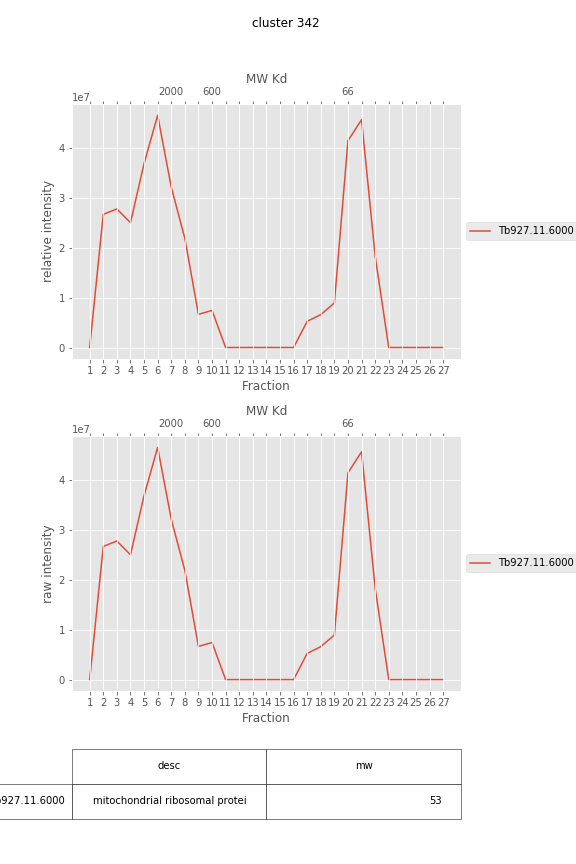 cluster 342
MW Kd
2000 600 66
1e7
4
3
2
1
0
relative intensity
1 2 3 4 5 6 7 8 9 10 11 12 13 14 15 16 17 18 19 20 21 22 23 24 25 26 27
Fraction
Tb927.11.6000
MW Kd
2000 600 66
1e7
4
3
2
1
0
raw intensity
1 2 3 4 5 6 7 8 9 10 11 12 13 14 15 16 17 18 19 20 21 22 23 24 25 26 27
Fraction
Tb927.11.6000
desc mw
b927.11.6000 mitochondrial ribosomal protei 53